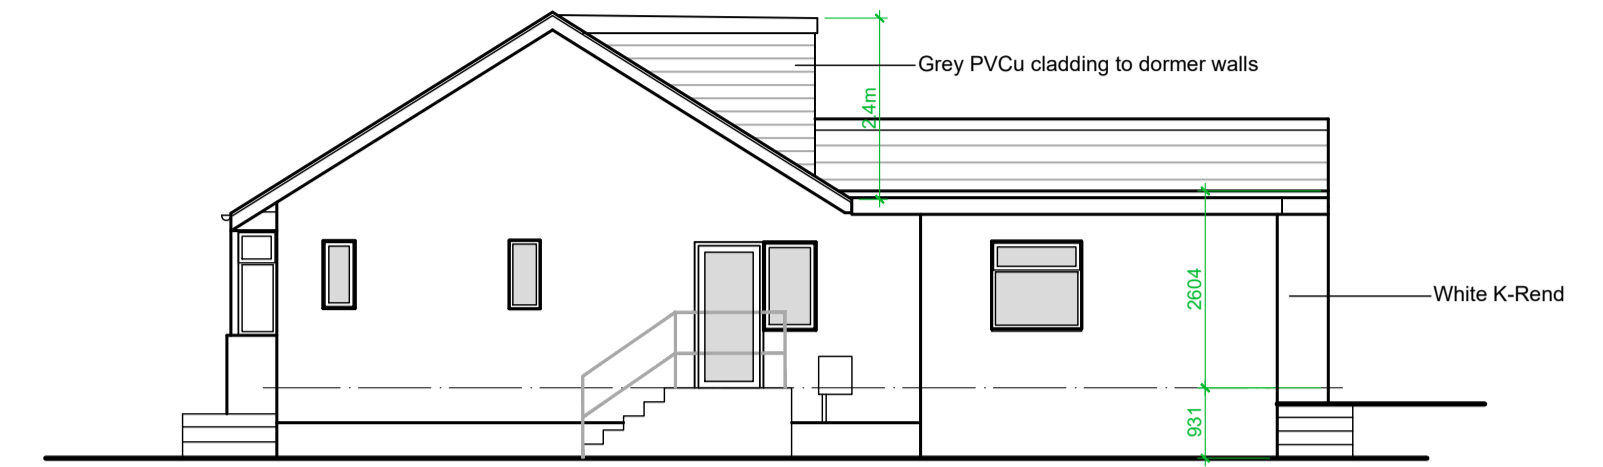 Grey PVCu cladding to dormer walls
2.4m
2604
White K-Rend
931